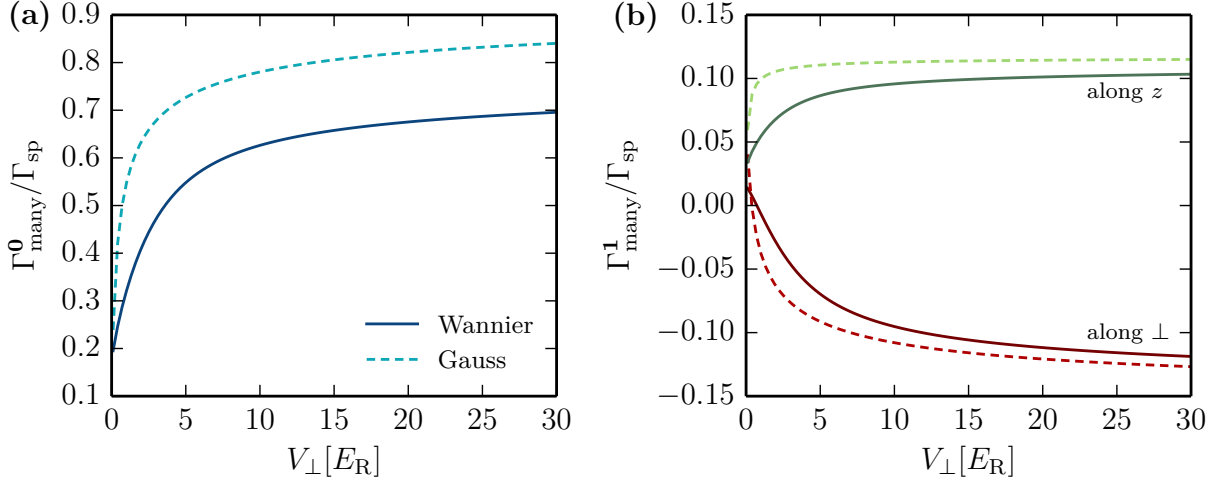 (a)
0.9
0.8
0.7
0.6
0.5
0.4
0.3
0.2
0.1
Γ⁰many/Γsp
Wannier
Gauss
0 5 10 15 20 25 30
V⊥[ER]
(b)
0.15
0.10
0.05
0.00
−0.05
−0.10
−0.15
Γ¹many/Γsp
along z
along ⊥
0 5 10 15 20 25 30
V⊥[ER]